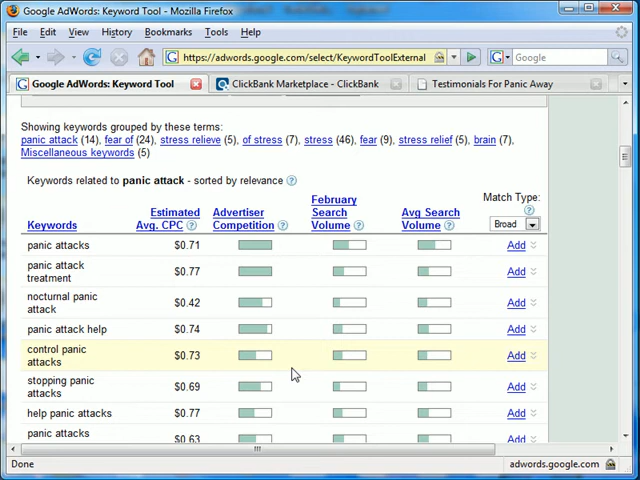 Google AdWords: Keyword Tool - Mozilla Firefox
File Edit View History Bookmarks Tools Help
https://adwords.google.com/select/KeywordToolExternal
Google
Google AdWords: Keyword Tool
ClickBank Marketplace - ClickBank
Testimonials For Panic Away
Showing keywords grouped by these terms:
panic attack (14), fear of (24), stress relieve (5), of stress (7), stress (46), fear (9), stress relief (5), brain (7),
Miscellaneous keywords (5)
Keywords related to panic attack - sorted by relevance ?
Keywords
Estimated
Avg. CPC ?
Advertiser
Competition ?
February
Search
Volume ?
Avg Search
Volume ?
Match Type:
?
Broad
panic attacks $0.71 Add
panic attack
treatment $0.77 Add
nocturnal panic
attack $0.42 Add
panic attack help $0.74 Add
control panic
attacks $0.73 Add
stopping panic
attacks $0.69 Add
help panic attacks $0.77 Add
panic attacks $0.63 Add
Done adwords.google.com